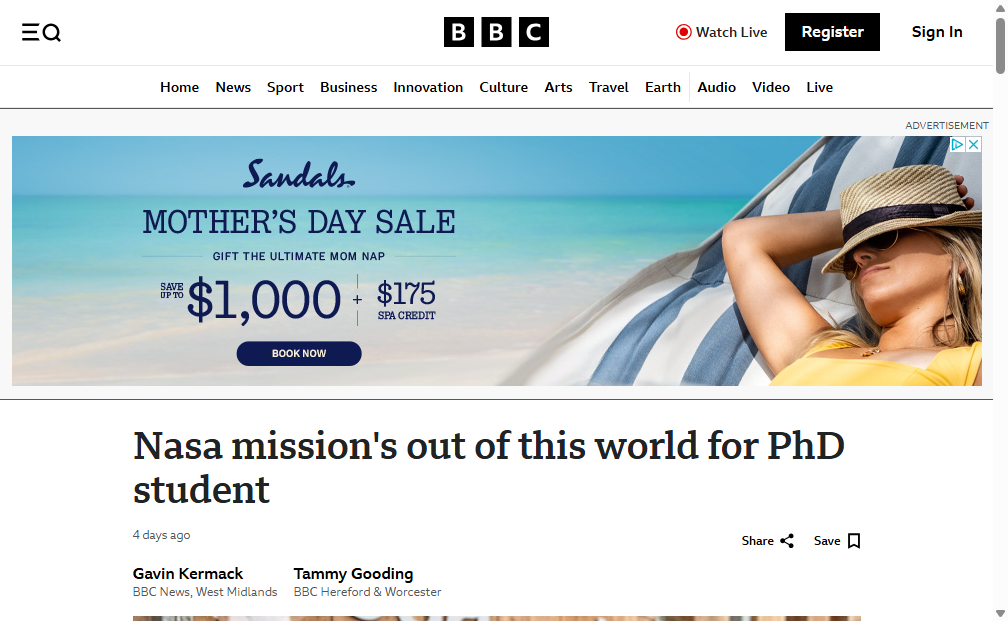 BBC
Watch Live
Register
Sign In
Home News Sport Business Innovation Culture Arts Travel Earth Audio Video Live
ADVERTISEMENT
Sandals
MOTHER'S DAY SALE
GIFT THE ULTIMATE MOM NAP
SAVE UP TO $1,000 + $175 SPA CREDIT
BOOK NOW
Nasa mission's out of this world for PhD
student
4 days ago
Share Save
Gavin Kermack Tammy Gooding
BBC News, West Midlands BBC Hereford & Worcester